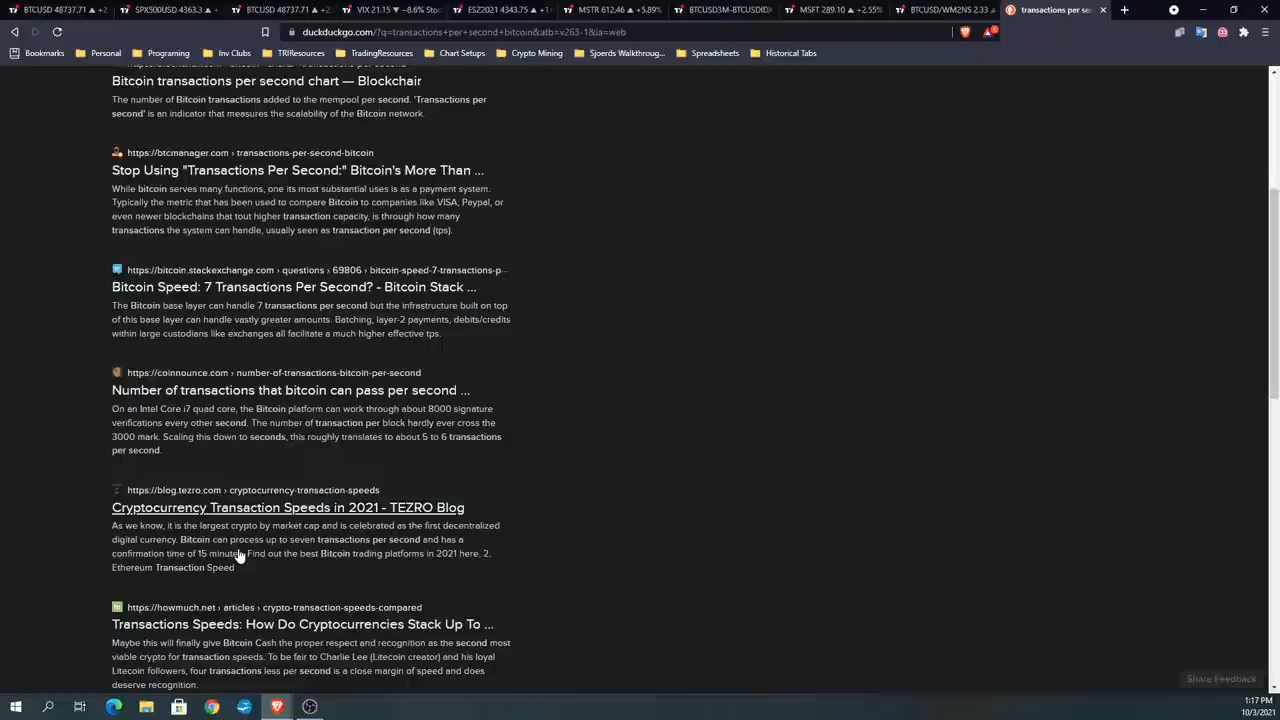 BTCUSD 48737.71 ▲ +2
SPX500USD 4363.3 ▲ +
BTCUSD 48737.71 ▲ +2.5
VIX 21.15 ▼ −8.6% Stoc
ESZ2021 4343.75 ▲ +1.
MSTR 612.46 ▲ +5.89%
BTCUSD3M-BTCUSDIDX
MSFT 289.10 ▲ +2.55%
BTCUSD/WM2NS 2.33 ▲
transactions per sec
duckduckgo.com/?q=transactions+per+second+bitcoin&atb=v263-1&ia=web
Bookmarks Personal Programing Inv Clubs TRIResources TradingResources Chart Setups Crypto Mining Sjoerds Walkthroug... Spreadsheets Historical Tabs
Bitcoin transactions per second chart — Blockchair
The number of Bitcoin transactions added to the mempool per second. 'Transactions per
second' is an indicator that measures the scalability of the Bitcoin network.
https://btcmanager.com › transactions-per-second-bitcoin
Stop Using "Transactions Per Second:" Bitcoin's More Than ...
While bitcoin serves many functions, one its most substantial uses is as a payment system.
Typically the metric that has been used to compare Bitcoin to companies like VISA, Paypal, or
even newer blockchains that tout higher transaction capacity, is through how many
transactions the system can handle, usually seen as transaction per second (tps).
https://bitcoin.stackexchange.com › questions › 69806 › bitcoin-speed-7-transactions-p...
Bitcoin Speed: 7 Transactions Per Second? - Bitcoin Stack ...
The Bitcoin base layer can handle 7 transactions per second but the infrastructure built on top
of this base layer can handle vastly greater amounts. Batching, layer-2 payments, debits/credits
within large custodians like exchanges all facilitate a much higher effective tps.
https://coinnounce.com › number-of-transactions-bitcoin-per-second
Number of transactions that bitcoin can pass per second ...
On an Intel Core i7 quad core, the Bitcoin platform can work through about 8000 signature
verifications every other second. The number of transaction per block hardly ever cross the
3000 mark. Scaling this down to seconds, this roughly translates to about 5 to 6 transactions
per second.
https://blog.tezro.com › cryptocurrency-transaction-speeds
Cryptocurrency Transaction Speeds in 2021 - TEZRO Blog
As we know, it is the largest crypto by market cap and is celebrated as the first decentralized
digital currency. Bitcoin can process up to seven transactions per second and has a
confirmation time of 15 minutes. Find out the best Bitcoin trading platforms in 2021 here, 2.
Ethereum Transaction Speed
https://howmuch.net › articles › crypto-transaction-speeds-compared
Transactions Speeds: How Do Cryptocurrencies Stack Up To ...
Maybe this will finally give Bitcoin Cash the proper respect and recognition as the second most
viable crypto for transaction speeds. To be fair to Charlie Lee (Litecoin creator) and his loyal
Litecoin followers, four transactions less per second is a close margin of speed and does
deserve recognition.
Share Feedback
1:17 PM
10/3/2021